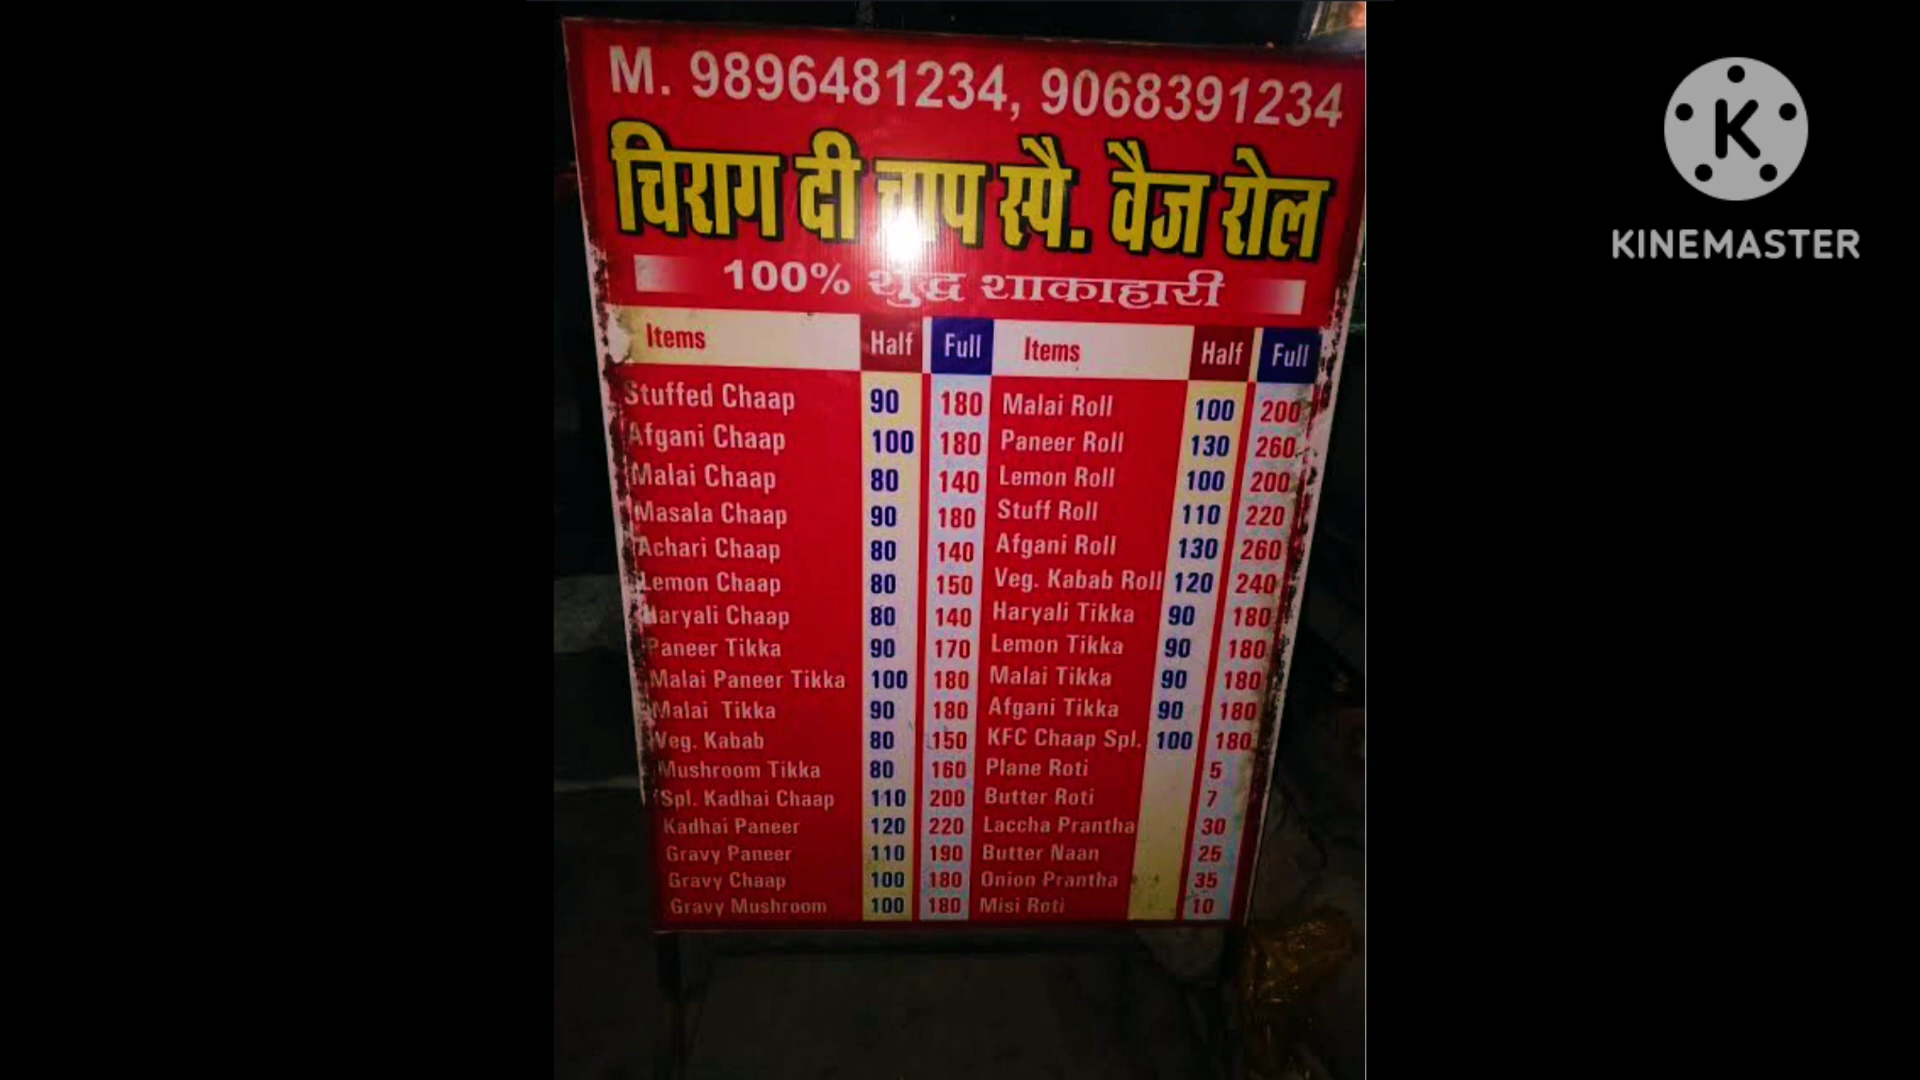 M. 9896481234, 9068391234
चिराग दी चाप स्पै. वैज रोल
100% शुद्ध शाकाहारी
Items Half Full Items Half Full
Stuffed Chaap 90 180 Malai Roll 100 200
Afgani Chaap 100 180 Paneer Roll 130 260
Malai Chaap 80 140 Lemon Roll 100 200
Masala Chaap 90 180 Stuff Roll 110 220
Achari Chaap 80 140 Afgani Roll 130 260
Lemon Chaap 80 150 Veg. Kabab Roll 120 240
Haryali Chaap 80 140 Haryali Tikka 90 180
Paneer Tikka 90 170 Lemon Tikka 90 180
Malai Paneer Tikka 100 180 Malai Tikka 90 180
Malai Tikka 90 180 Afgani Tikka 90 180
Veg. Kabab 80 150 KFC Chaap Spl. 100 180
Mushroom Tikka 80 160 Plane Roti 5
Spl. Kadhai Chaap 110 200 Butter Roti 7
Kadhai Paneer 120 220 Laccha Prantha 30
Gravy Paneer 110 190 Butter Naan 25
Gravy Chaap 100 180 Onion Prantha 35
Gravy Mushroom 100 180 Misi Roti 10
K
KINEMASTER